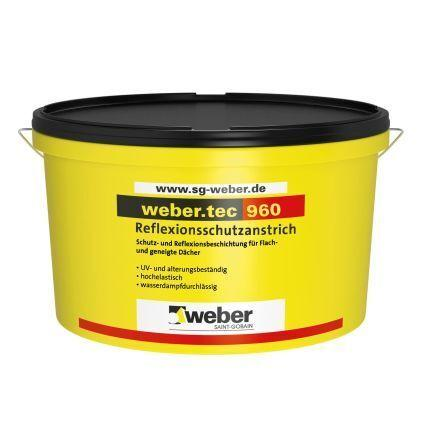 www.sg-weber.de
weber.tec 960
Reflexionsschutzanstrich
Schutz- und Reflexionsbeschichtung für Flach-
und geneigte Dächer
• UV- und alterungsbeständig
• hochelastisch
• wasserdampfdurchlässig
weber
SAINT-GOBAIN